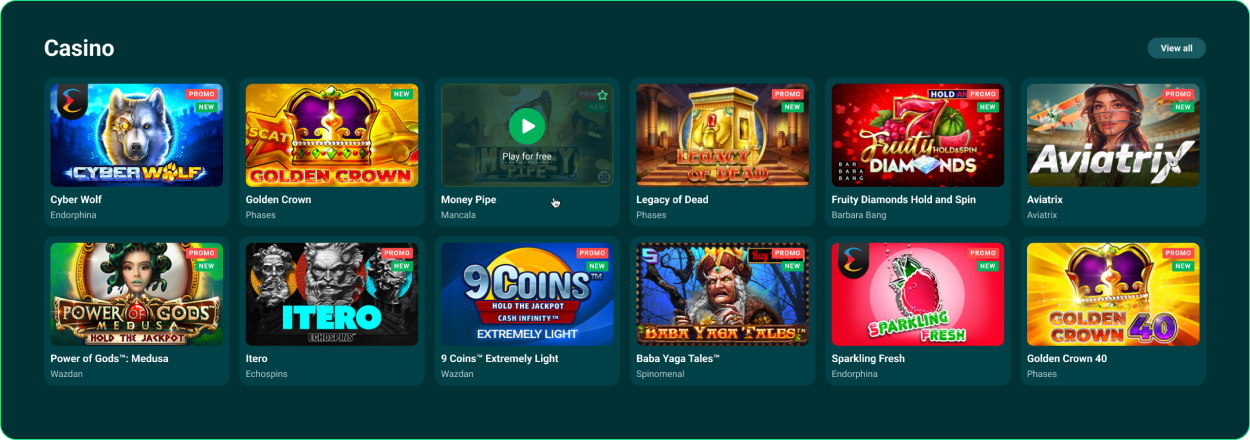 Casino
View all
PROMO
NEW
CYBER WOLF
Cyber Wolf
Endorphina
NEW
SCAT
GOLDEN CROWN
Golden Crown
Phases
PROMO
NEW
Play for free
MONEY
PIPE
Money Pipe
Mancala
PROMO
NEW
LEGACY
OF DEAD
Legacy of Dead
Phases
HOLD AN
PROMO
NEW
7
Fruity HOLD&SPIN
DIAMONDS
BAR
BARA
BANG
Fruity Diamonds Hold and Spin
Barbara Bang
PROMO
NEW
AViATRiX
Aviatrix
Aviatrix
PROMO
NEW
POWER OF GODS™
MEDUSA
HOLD THE JACKPOT
Power of Gods™: Medusa
Wazdan
PROMO
NEW
ITERO
ECHOSPINS
Itero
Echospins
PROMO
NEW
9 COINS™
HOLD THE JACKPOT
CASH INFINITY™
EXTREMELY LIGHT
9 Coins™ Extremely Light
Wazdan
S
Buy
PROMO
NEW
BABA YAGA TALES™
Baba Yaga Tales™
Spinomenal
PROMO
NEW
SPARKLING
FRESH
Sparkling Fresh
Endorphina
PROMO
NEW
GOLDEN
CROWN 40
Golden Crown 40
Phases